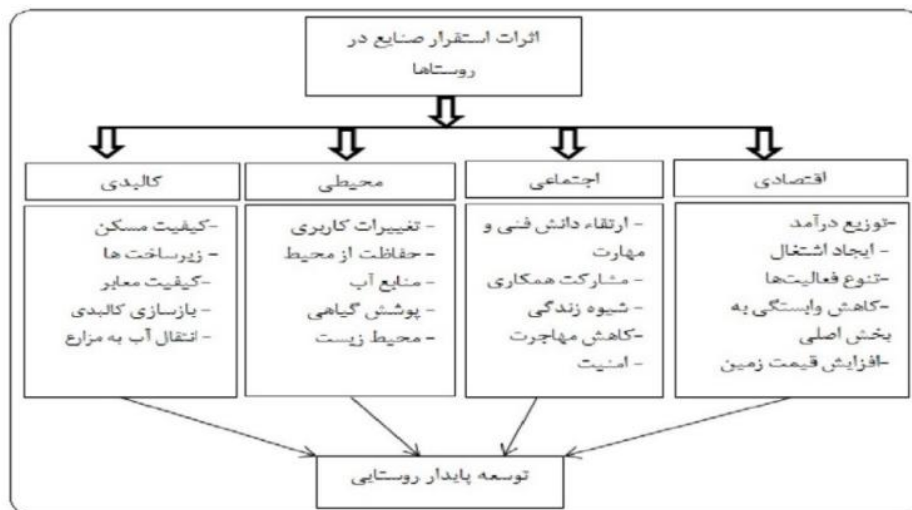 اثرات استقرار صنایع در
روستاها
اقتصادی
-توزیع درآمد
- ایجاد اشتغال
-تنوع فعالیت‌ها
-کاهش وابستگی به
بخش اصلی
-افزایش قیمت زمین
اجتماعی
- ارتقاء دانش فنی و
مهارت
- مشارکت همکاری
- شیوه زندگی
-کاهش مهاجرت
- امنیت
محیطی
- تغییرات کاربری
- حفاظت از محیط
- منابع آب
- پوشش گیاهی
- محیط زیست
کالبدی
-کیفیت مسکن
- زیرساخت ها
-کیفیت معابر
- بازسازی کالبدی
- انتقال آب به مزارع
توسعه پایدار روستایی